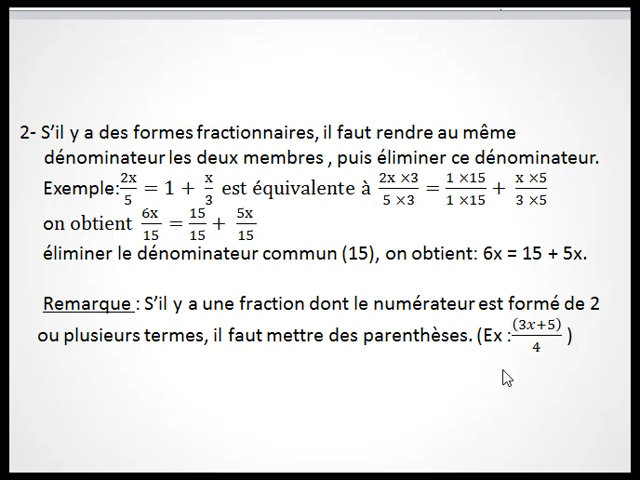 2- S'il y a des formes fractionnaires, il faut rendre au même
dénominateur les deux membres , puis éliminer ce dénominateur.
Exemple: 2x/5 = 1 + x/3 est équivalente à (2x ×3)/(5 ×3) = (1 ×15)/(1 ×15) + (x ×5)/(3 ×5)
on obtient 6x/15 = 15/15 + 5x/15
éliminer le dénominateur commun (15), on obtient: 6x = 15 + 5x.
Remarque : S'il y a une fraction dont le numérateur est formé de 2
ou plusieurs termes, il faut mettre des parenthèses. (Ex : (3x+5)/4 )